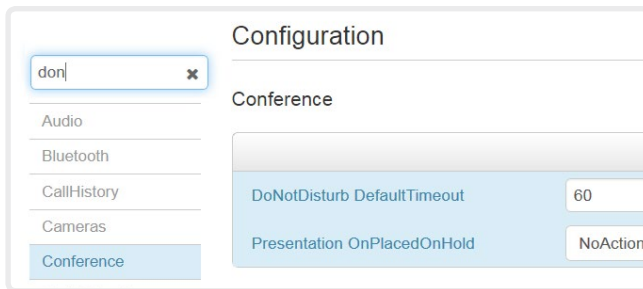 Configuration
don
Audio
Bluetooth
CallHistory
Cameras
Conference
Conference
DoNotDisturb DefaultTimeout 60
Presentation OnPlacedOnHold NoAction